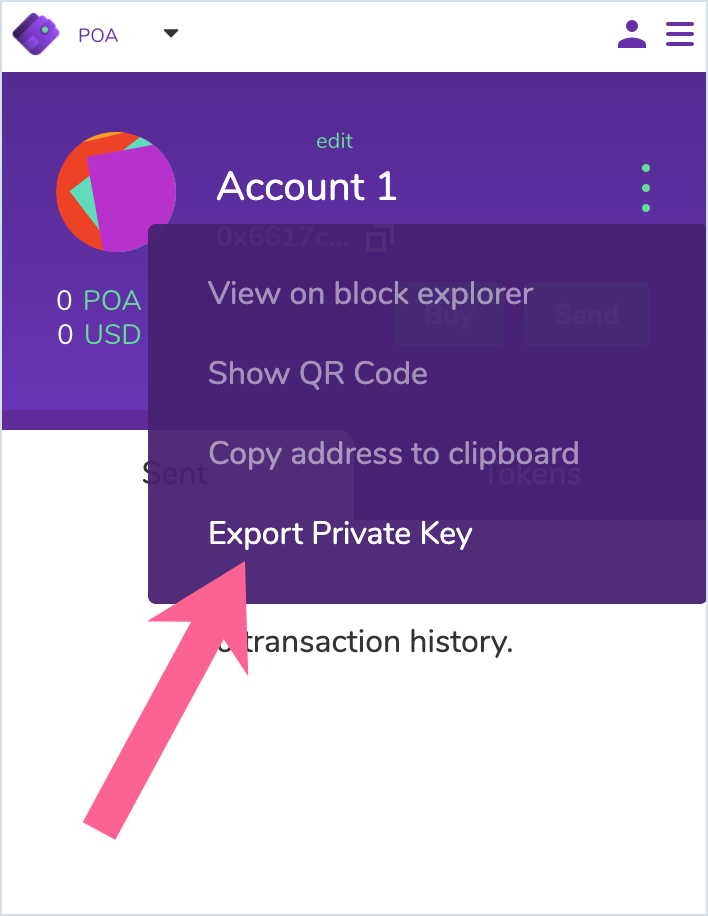 POA
edit
Account 1
0x6617c...
0 POA
0 USD
Buy
Send
View on block explorer
Show QR Code
Copy address to clipboard
Sent
Tokens
Export Private Key
transaction history.